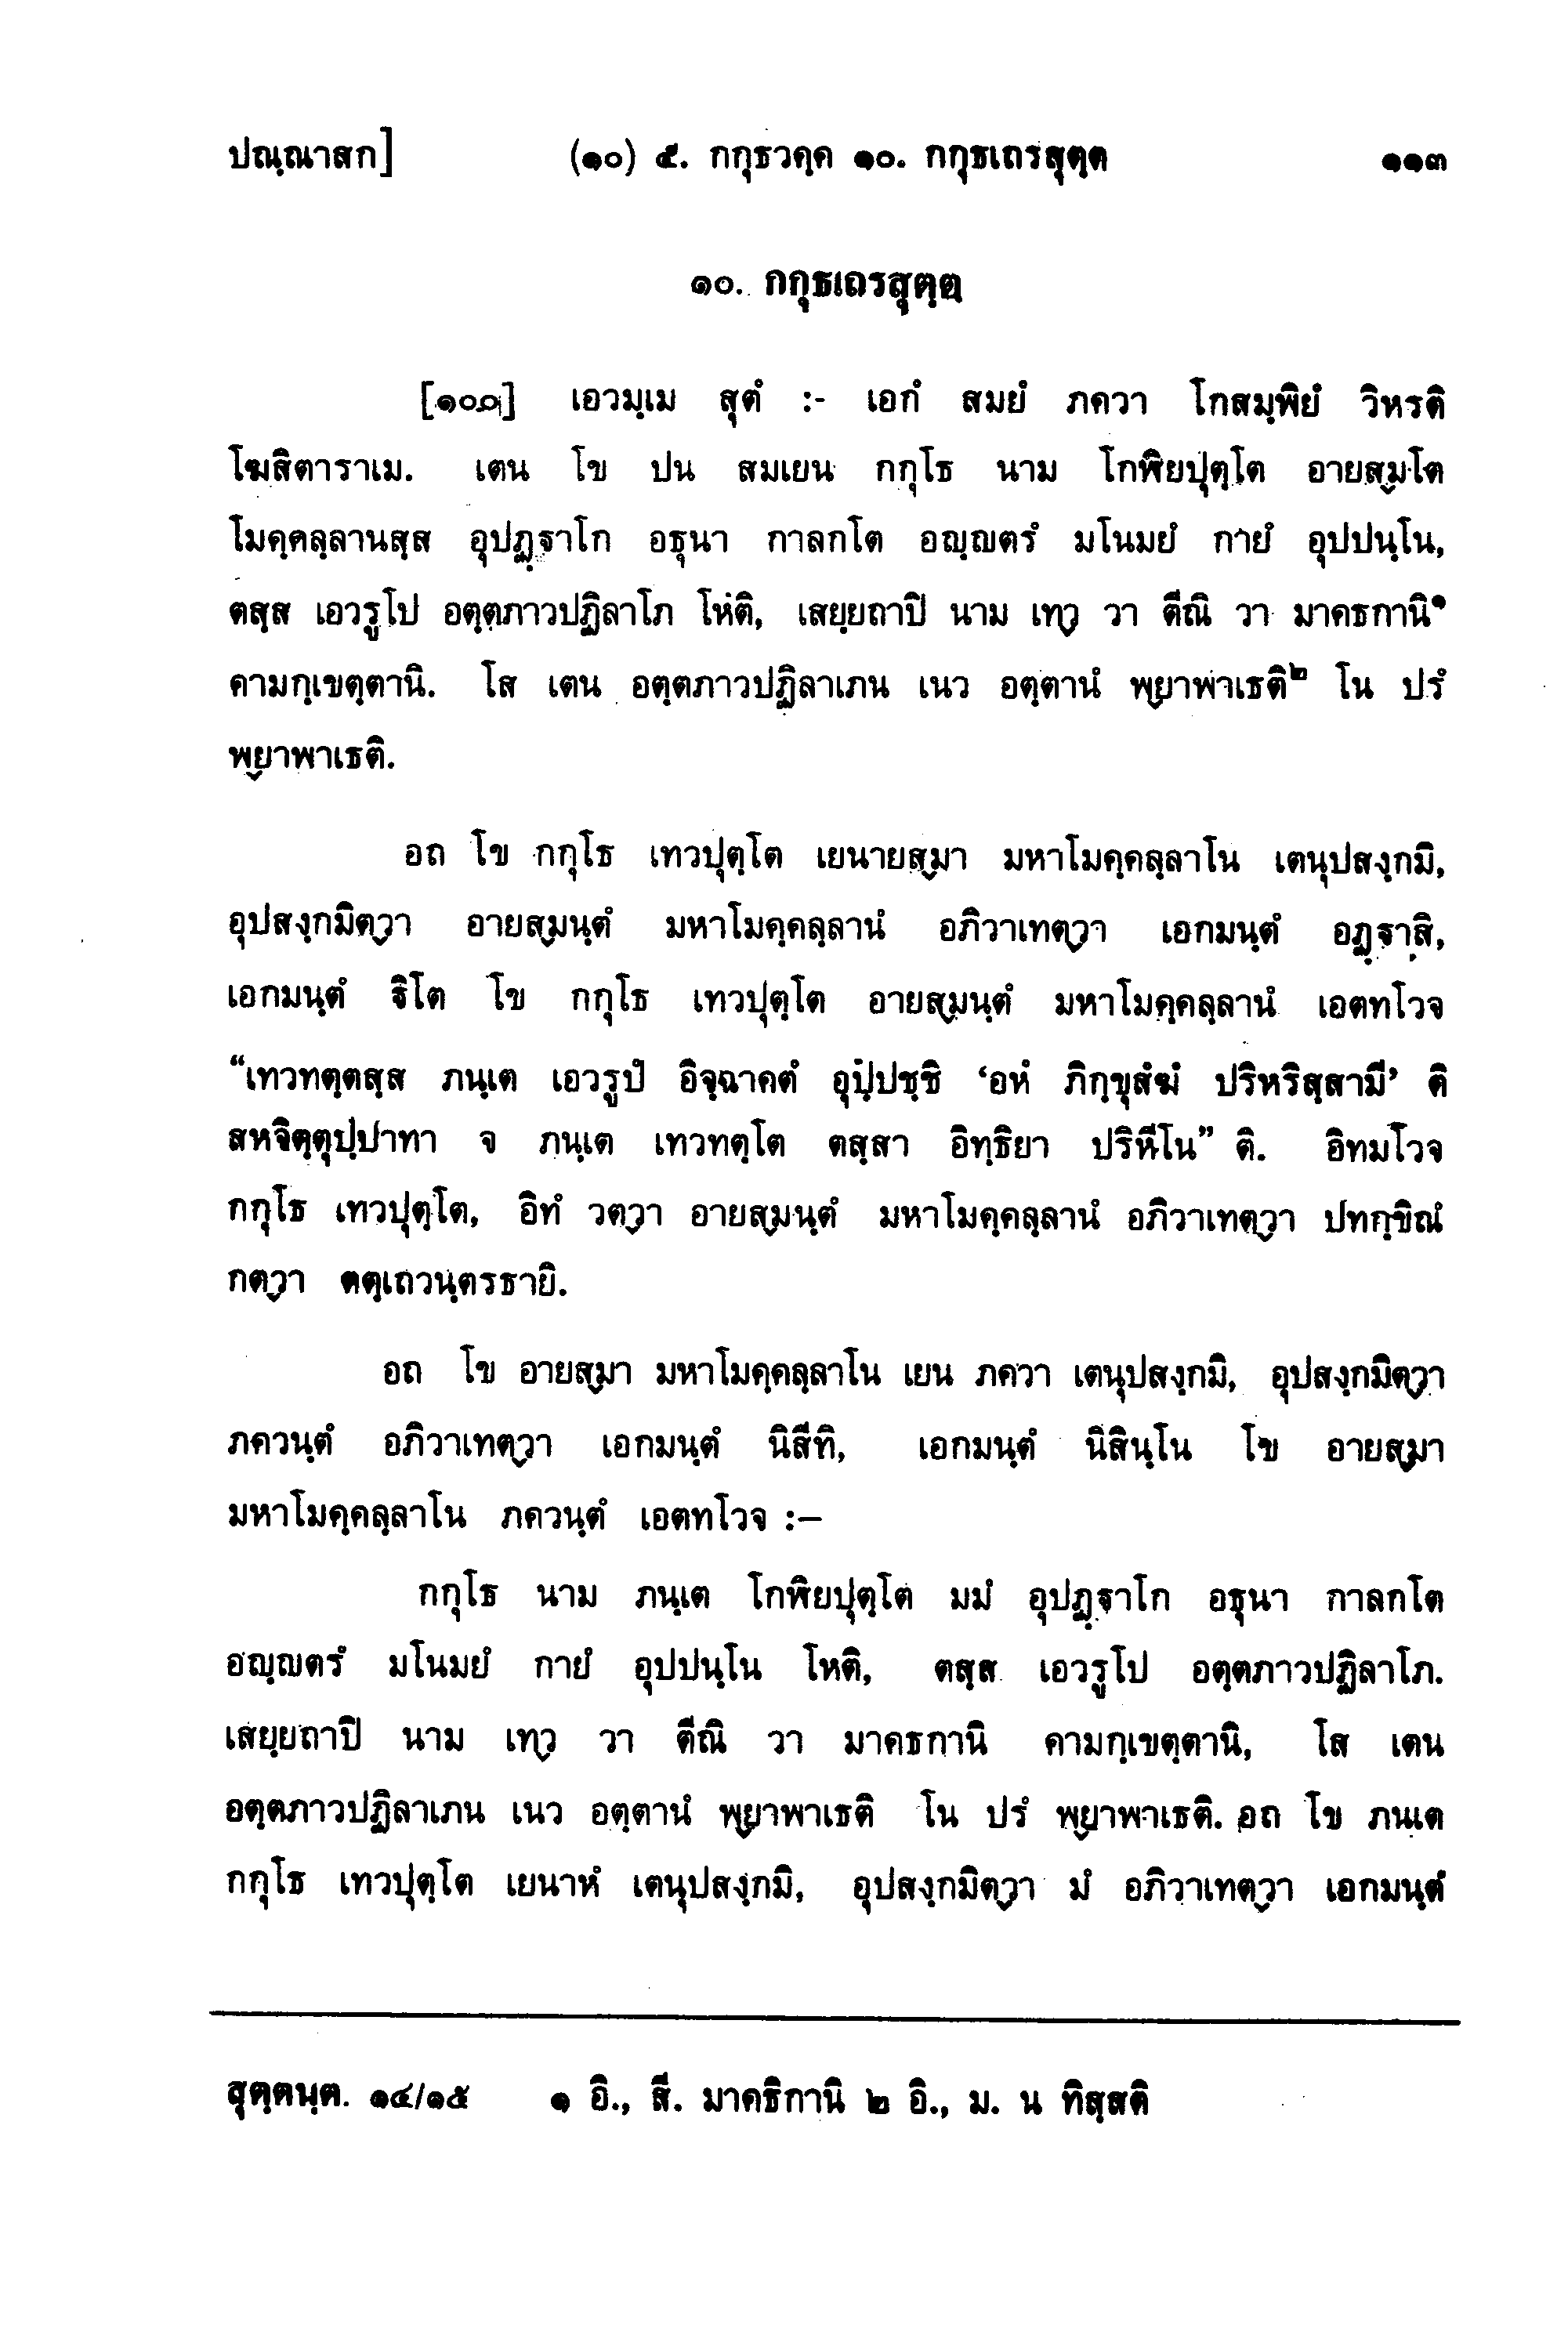 ปณฺณาสก] (๑๐) ๕. กกุธวคฺค ๑๐. กกุธเถรสุตฺต ๑๑๓
๑๐. กกุธเถรสุตฺต
[๑๐๐] เอวมฺเม สุตํ :- เอกํ สมยํ ภควา โกสมฺพิยํ วิหรติ
โฆสิตาราเม. เตน โข ปน สมเยน กกุโธ นาม โกฬิยปุตฺโต อายสฺมโต
โมคฺคลฺลานสฺส อุปฏฺฐาโก อธุนา กาลกโต อญฺญตรํ มโนมยํ กายํ อุปปนฺโน,
ตสฺส เอวรูโป อตฺตภาวปฏิลาโภ โหติ, เสยฺยถาปิ นาม เทฺว วา ตีณิ วา มาคธกานิ๑
คามกฺเขตฺตานิ. โส เตน อตฺตภาวปฏิลาเภน เนว อตฺตานํ พฺยาพาเธติ๒ โน ปรํ
พฺยาพาเธติ.
อถ โข กกุโธ เทวปุตฺโต เยนายสฺมา มหาโมคฺคลฺลาโน เตนุปสงฺกมิ,
อุปสงฺกมิตฺวา อายสฺมนฺตํ มหาโมคฺคลฺลานํ อภิวาเทตฺวา เอกมนฺตํ อฏฺฐาสิ,
เอกมนฺตํ ฐิโต โข กกุโธ เทวปุตฺโต อายสฺมนฺตํ มหาโมคฺคลฺลานํ เอตทโวจ
“เทวทตฺตสฺส ภนฺเต เอวรูปํ อิจฺฉาคตํ อุปฺปชฺชิ ‘อหํ ภิกฺขุสํฆํ ปริหริสฺสามี’ ติ
สหจิตฺตุปฺปาทา จ ภนฺเต เทวทตฺโต ตสฺสา อิทฺธิยา ปริหีโน” ติ. อิทมโวจ
กกุโธ เทวปุตฺโต, อิทํ วตฺวา อายสฺมนฺตํ มหาโมคฺคลฺลานํ อภิวาเทตฺวา ปทกฺขิณํ
กตฺวา ตตฺเถวนฺตรธายิ.
อถ โข อายสฺมา มหาโมคฺคลฺลาโน เยน ภควา เตนุปสงฺกมิ, อุปสงฺกมิตฺวา
ภควนฺตํ อภิวาเทตฺวา เอกมนฺตํ นิสีทิ, เอกมนฺตํ นิสินฺโน โข อายสฺมา
มหาโมคฺคลฺลาโน ภควนฺตํ เอตทโวจ :–
กกุโธ นาม ภนฺเต โกฬิยปุตฺโต มมํ อุปฏฺฐาโก อธุนา กาลกโต
อญฺญตรํ มโนมยํ กายํ อุปปนฺโน โหติ, ตสฺส เอวรูโป อตฺตภาวปฏิลาโภ.
เสยฺยถาปิ นาม เทฺว วา ตีณิ วา มาคธกานิ คามกฺเขตฺตานิ, โส เตน
อตฺตภาวปฏิลาเภน เนว อตฺตานํ พฺยาพาเธติ โน ปรํ พฺยาพาเธติ. อถ โข ภนฺเต
กกุโธ เทวปุตฺโต เยนาหํ เตนุปสงฺกมิ, อุปสงฺกมิตฺวา มํ อภิวาเทตฺวา เอกมนฺตํ
สุตฺตนฺต. ๑๔/๑๕ ๑ อิ., สี. มาคธิกานิ ๒ อิ., ม. น ทิสฺสติ